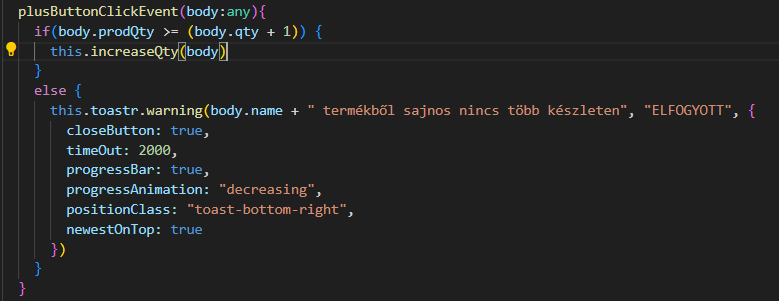 plusButtonClickEvent(body:any){
if(body.prodQty >= (body.qty + 1)) {
this.increaseQty(body)
}
else {
this.toastr.warning(body.name + " termékből sajnos nincs több készleten", "ELFOGYOTT", {
closeButton: true,
timeOut: 2000,
progressBar: true,
progressAnimation: "decreasing",
positionClass: "toast-bottom-right",
newestOnTop: true
})
}
}